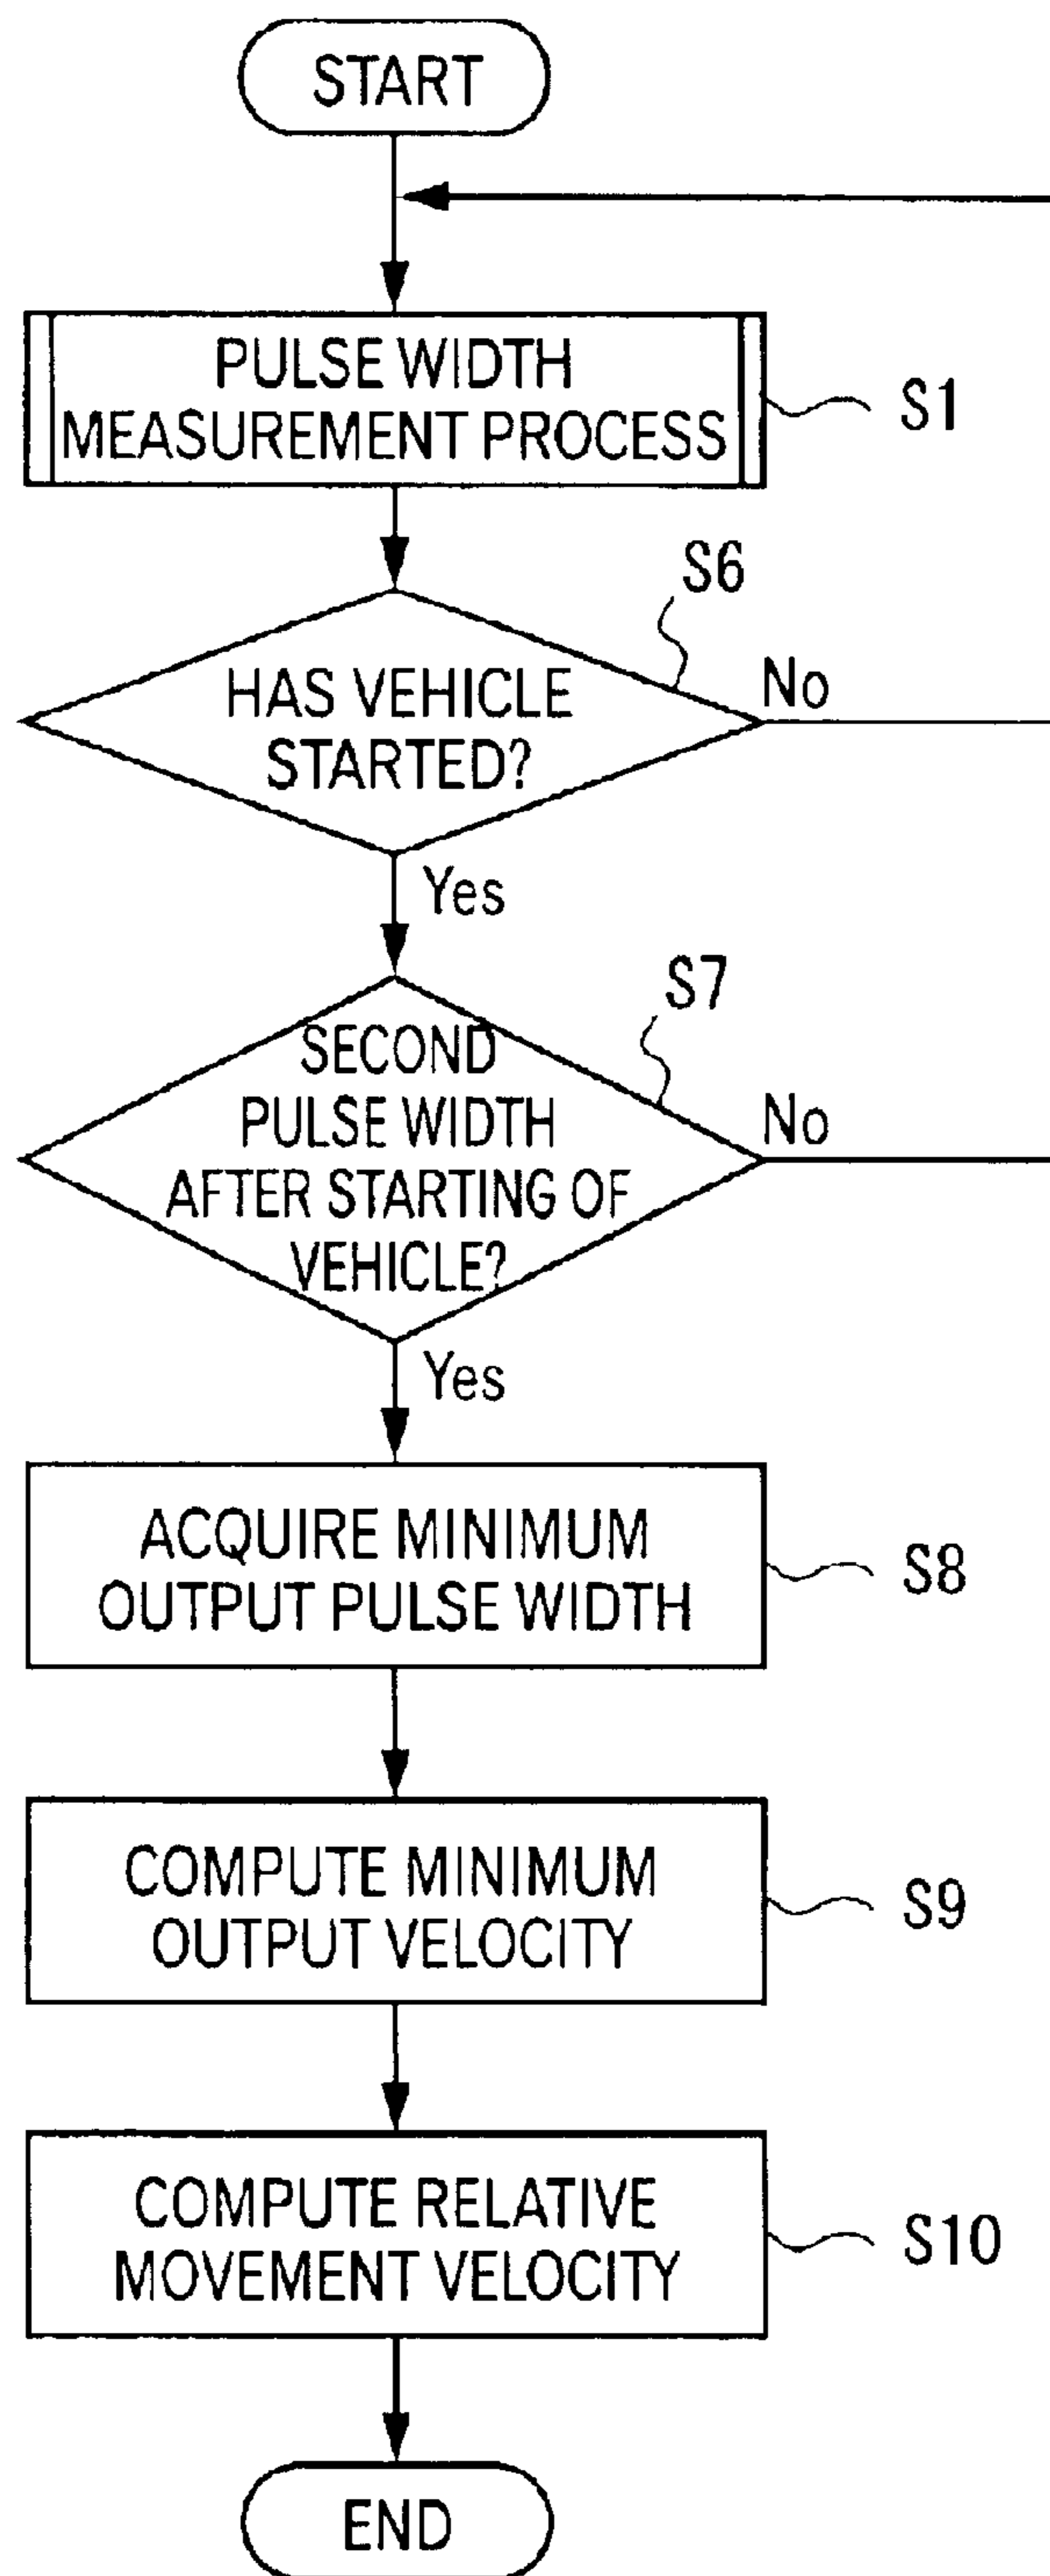 START
PULSE WIDTH
MEASUREMENT PROCESS
S1
S6
HAS VEHICLE
STARTED?
No
Yes
S7
SECOND
PULSE WIDTH
AFTER STARTING OF
VEHICLE?
No
Yes
ACQUIRE MINIMUM
OUTPUT PULSE WIDTH
S8
COMPUTE MINIMUM
OUTPUT VELOCITY
S9
COMPUTE RELATIVE
MOVEMENT VELOCITY
S10
END